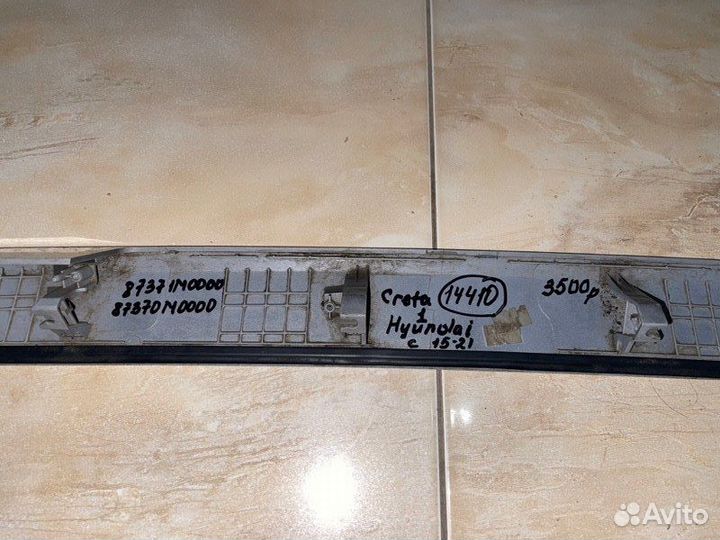 87371M0000
87370M0000
Creta
1
Hyundai
с 15-21
14410
3500р
Avito